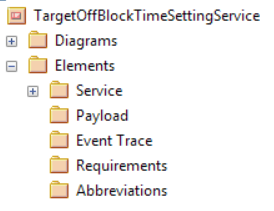 TargetOffBlockTimeSettingService
Diagrams
Elements
Service
Payload
Event Trace
Requirements
Abbreviations